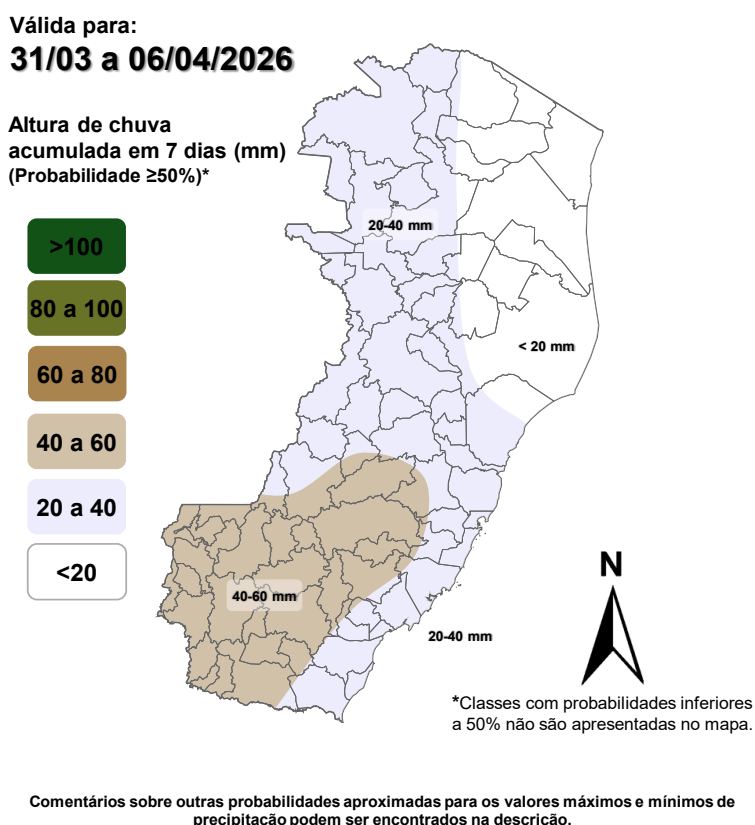 Válida para:
31/03 a 06/04/2026
Altura de chuva
acumulada em 7 dias (mm)
(Probabilidade ≥50%)*
>100
80 a 100
60 a 80
40 a 60
20 a 40
<20
20-40 mm
< 20 mm
40-60 mm
20-40 mm
N
*Classes com probabilidades inferiores
a 50% não são apresentadas no mapa.
Comentários sobre outras probabilidades aproximadas para os valores máximos e mínimos de
precipitação podem ser encontrados na descrição.